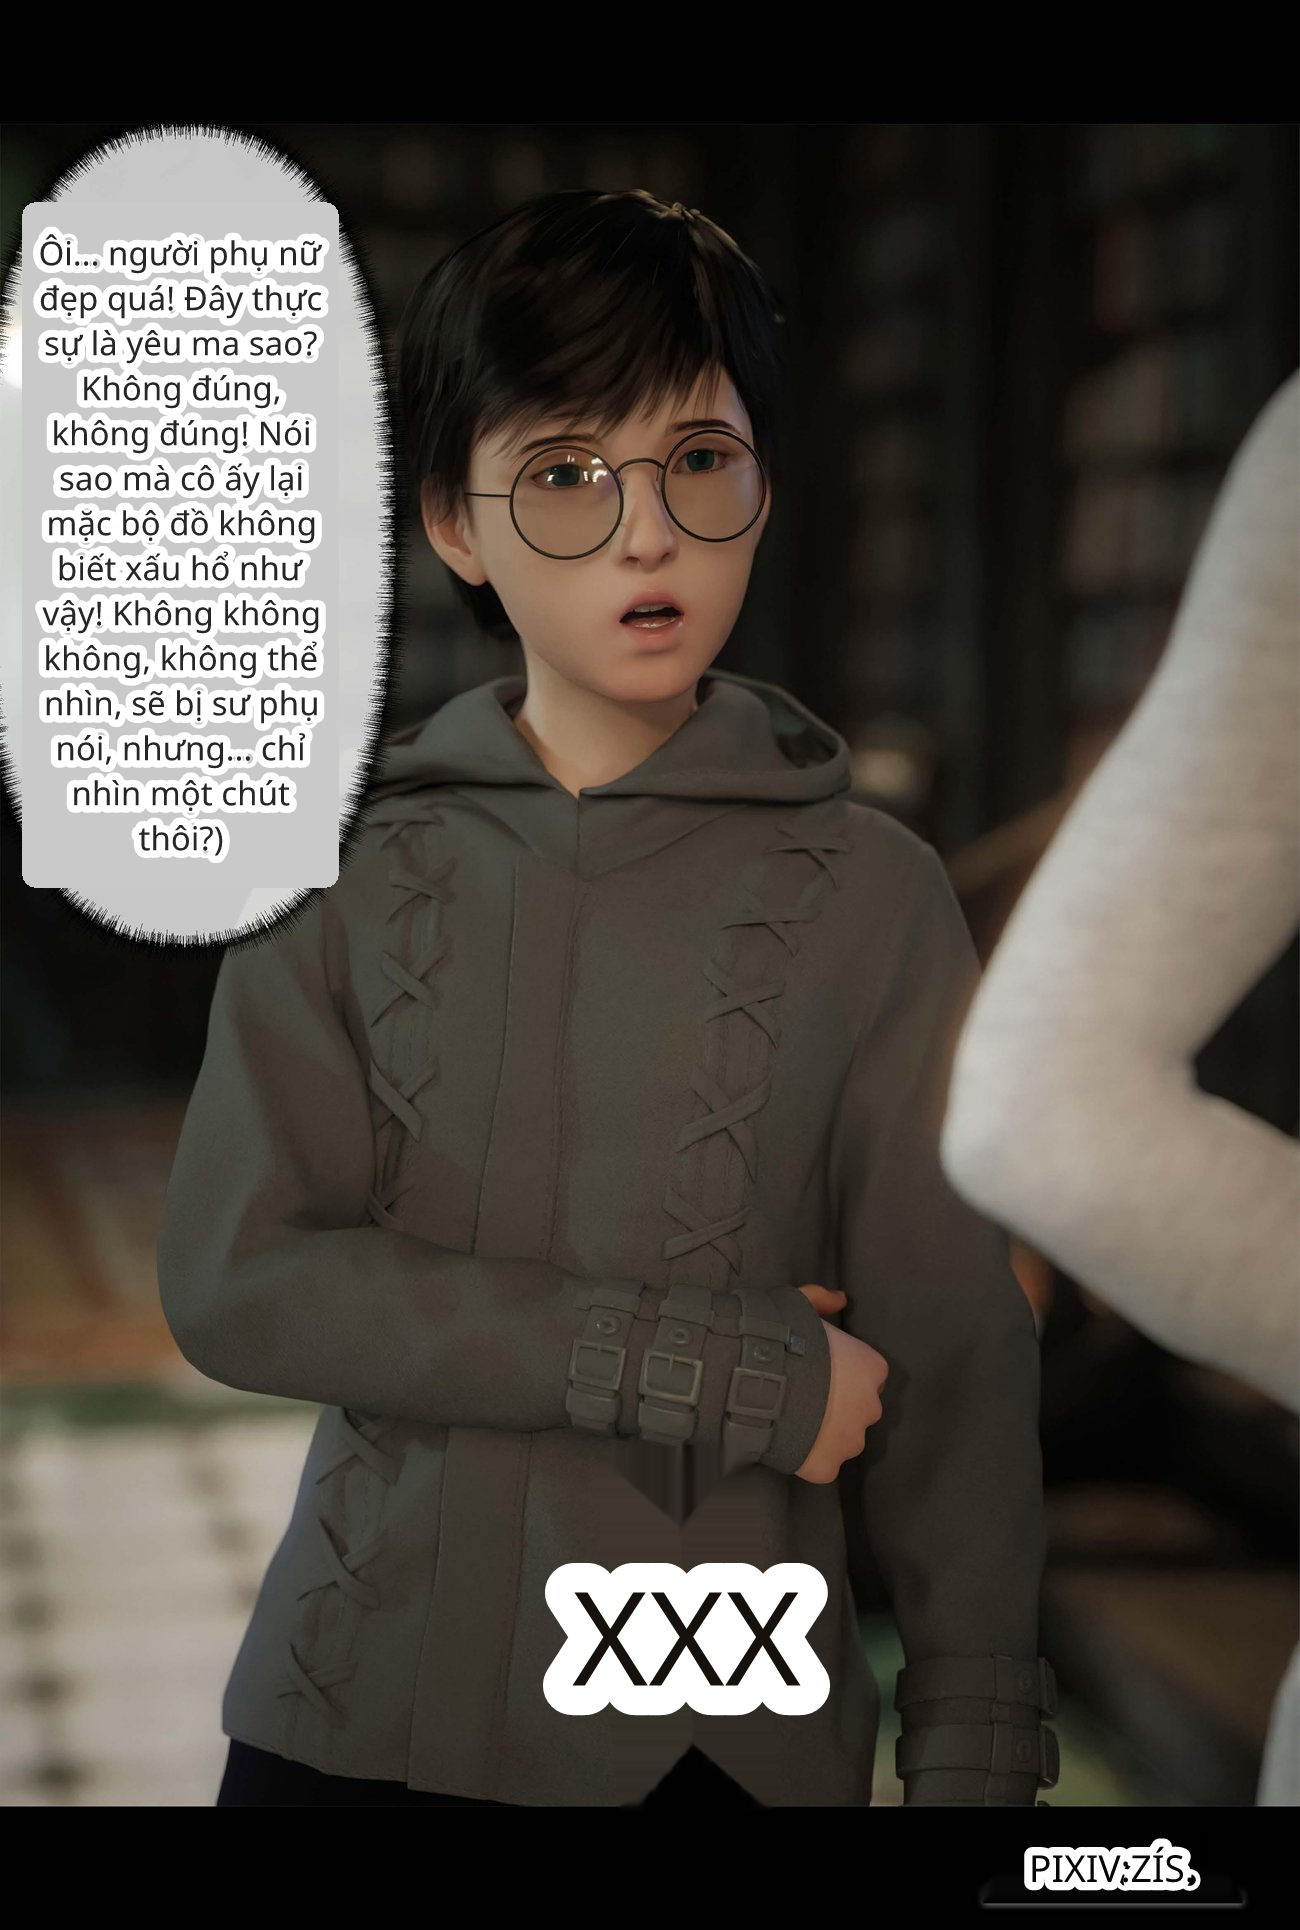 Ôi... người phụ nữ
đẹp quá! Đây thực
sự là yêu ma sao?
Không đúng,
không đúng! Nói
sao mà cô ấy lại
mặc bộ đồ không
biết xấu hổ như
vậy! Không không
không, không thể
nhìn, sẽ bị sư phụ
nói, nhưng... chỉ
nhìn một chút
thôi?)
XXX
PIXIV:ZÍS,